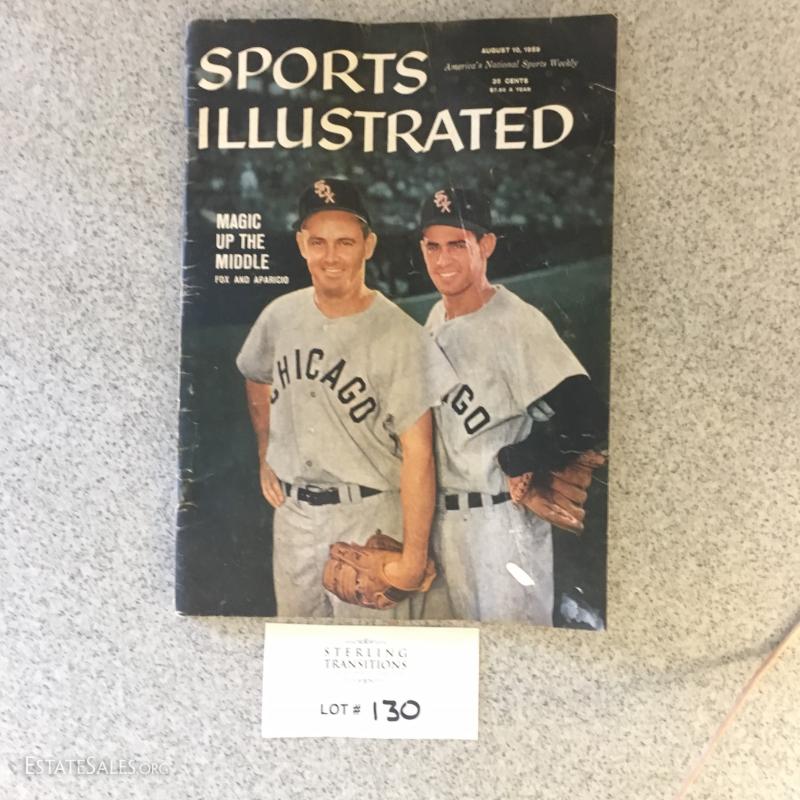 SPORTS
ILLUSTRATED
AUGUST 10, 1959
America's National Sports Weekly
25 CENTS
$7.50 A YEAR
SOX
SOX
MAGIC
UP THE
MIDDLE
FOX AND APARICIO
CHICAGO
AGO
STERLING
TRANSITIONS
LOT # 130
ESTATESALES.ORG